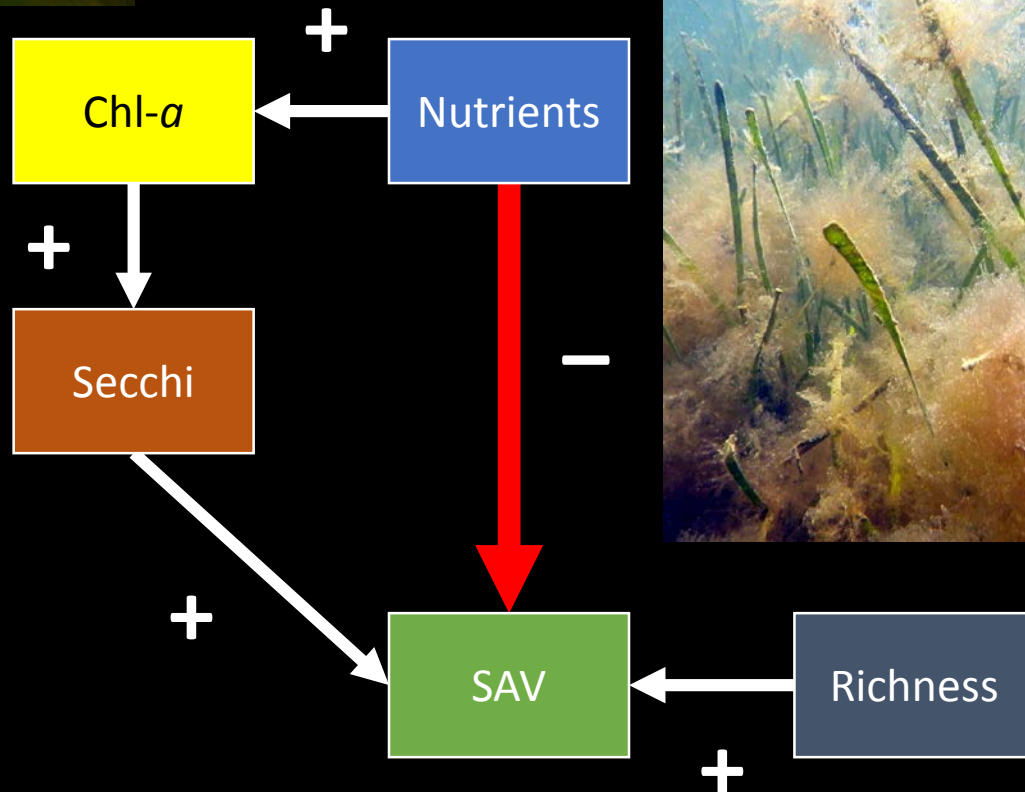 +
Chl-a
Nutrients
+
Secchi
–
+
SAV
Richness
+